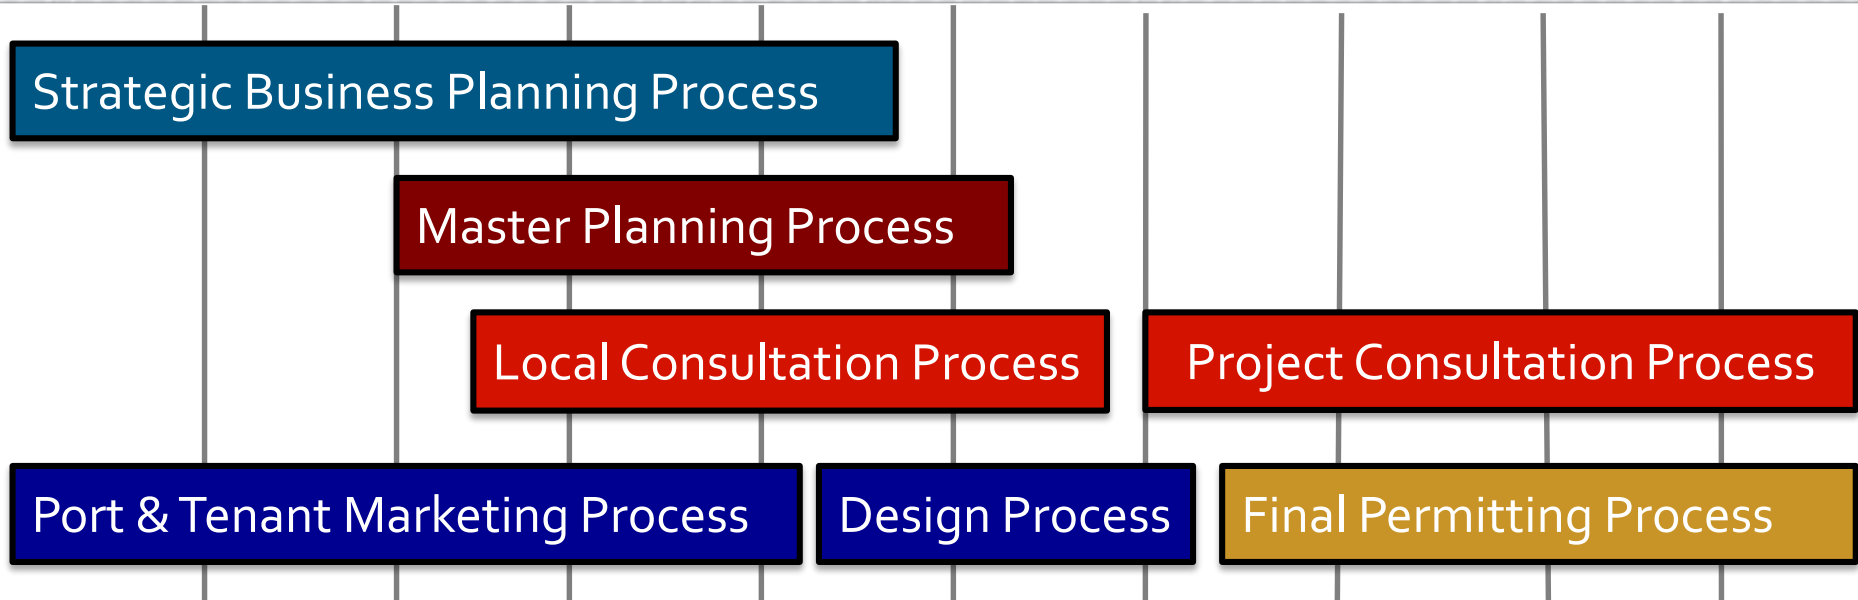 Strategic Business Planning Process
Master Planning Process
Local Consultation Process
Project Consultation Process
Port & Tenant Marketing Process
Design Process
Final Permitting Process